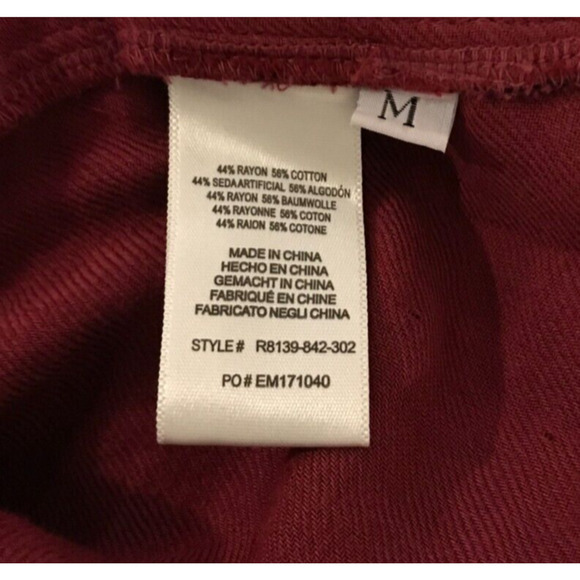 M
44% RAYON 56% COTTON
44% SEDAARTIFICIAL 56% ALGODÓN
44% RAYON 56% BAUMWOLLE
44% RAYONNE 56% COTON
44% RAION 56% COTONE
MADE IN CHINA
HECHO EN CHINA
GEMACHT IN CHINA
FABRIQUÉ EN CHINE
FABRICATO NEGLI CHINA
STYLE# R8139-842-302
PO# EM171040